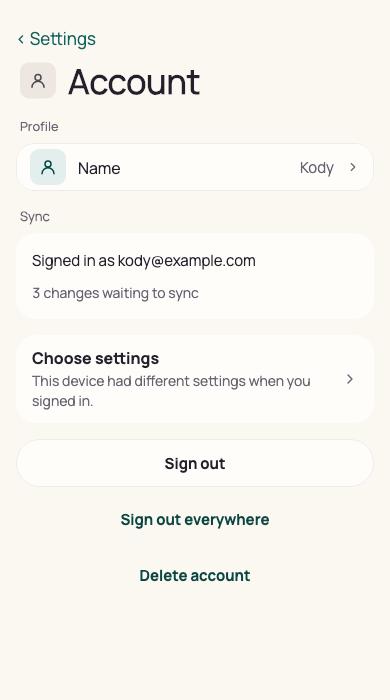 Settings
Account
Profile
Name Kody
Sync
Signed in as kody@example.com
3 changes waiting to sync
Choose settings
This device had different settings when you
signed in.
Sign out
Sign out everywhere
Delete account